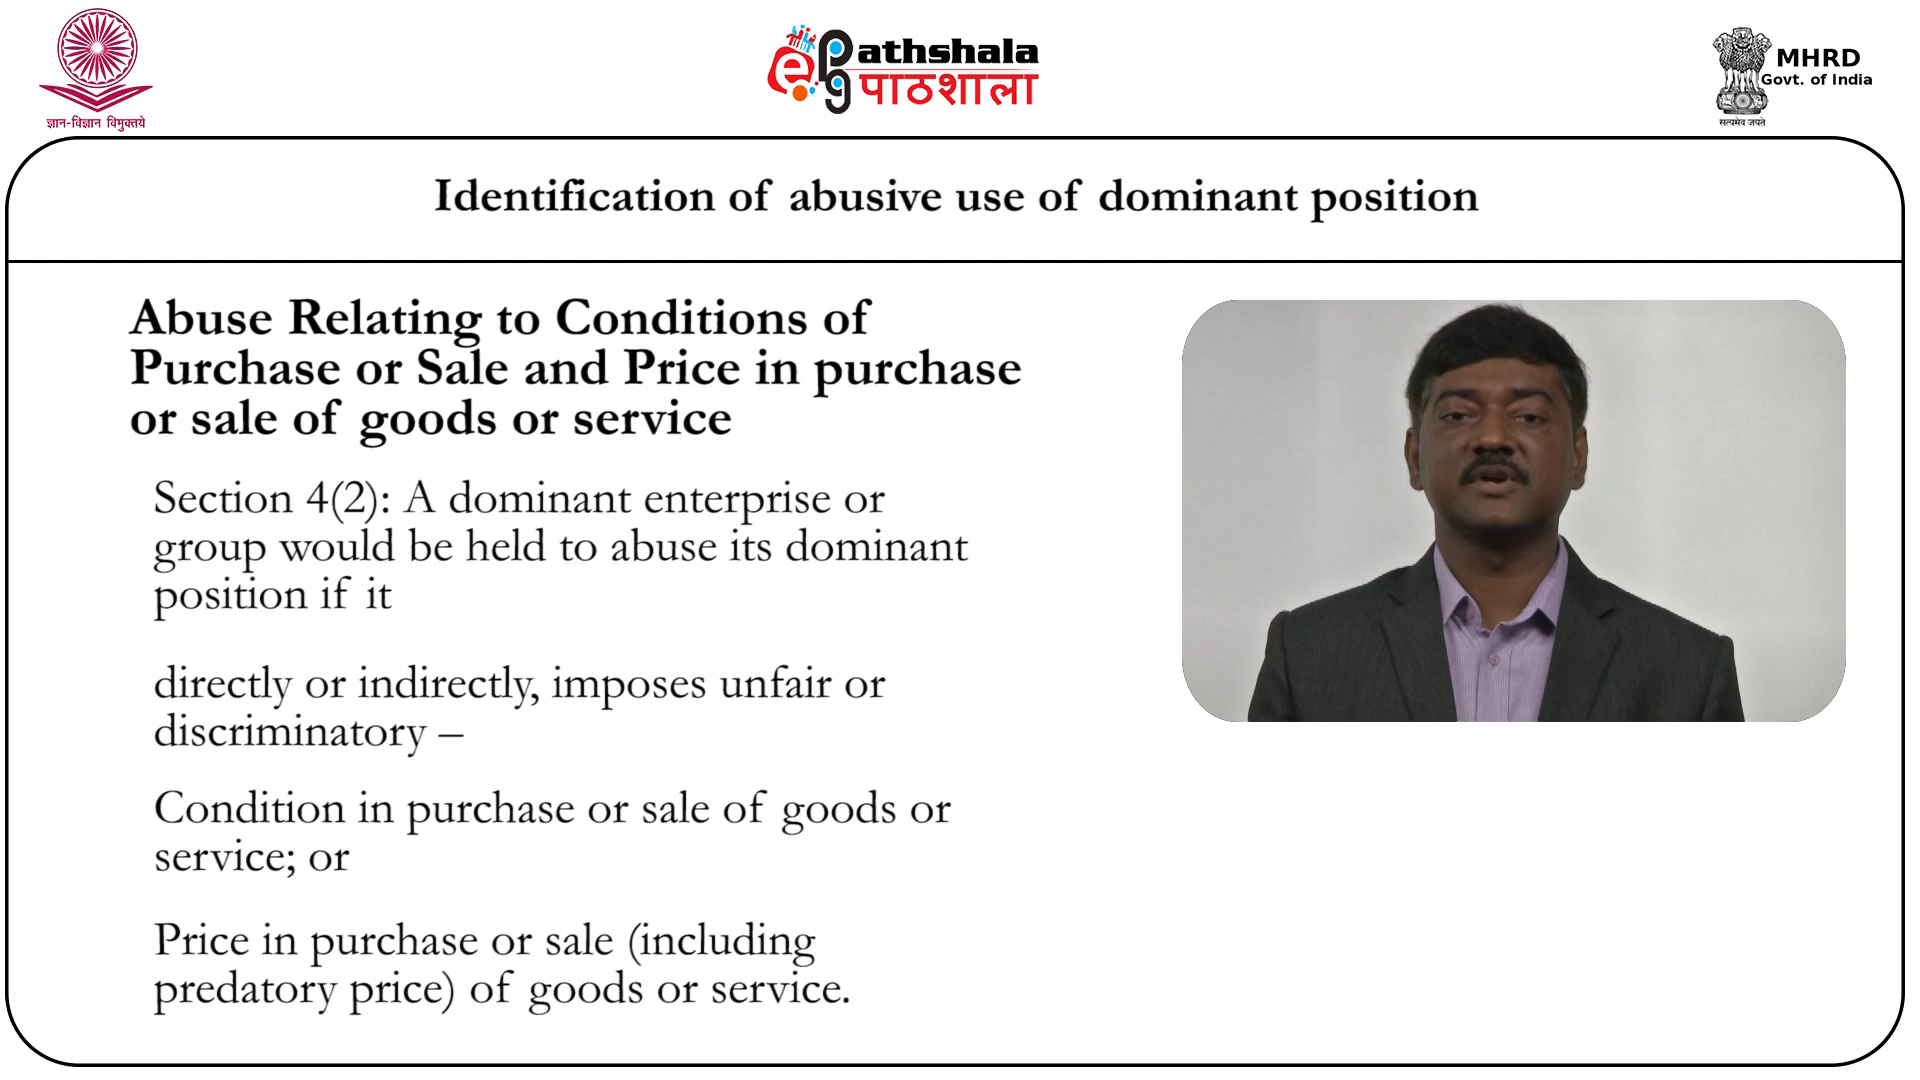 ज्ञान-विज्ञान विमुक्तये
e
pg
athshala
पाठशाला
MHRD
Govt. of India
सत्यमेव जयते
Identification of abusive use of dominant position
Abuse Relating to Conditions of
Purchase or Sale and Price in purchase
or sale of goods or service
Section 4(2): A dominant enterprise or
group would be held to abuse its dominant
position if it
directly or indirectly, imposes unfair or
discriminatory –
Condition in purchase or sale of goods or
service; or
Price in purchase or sale (including
predatory price) of goods or service.